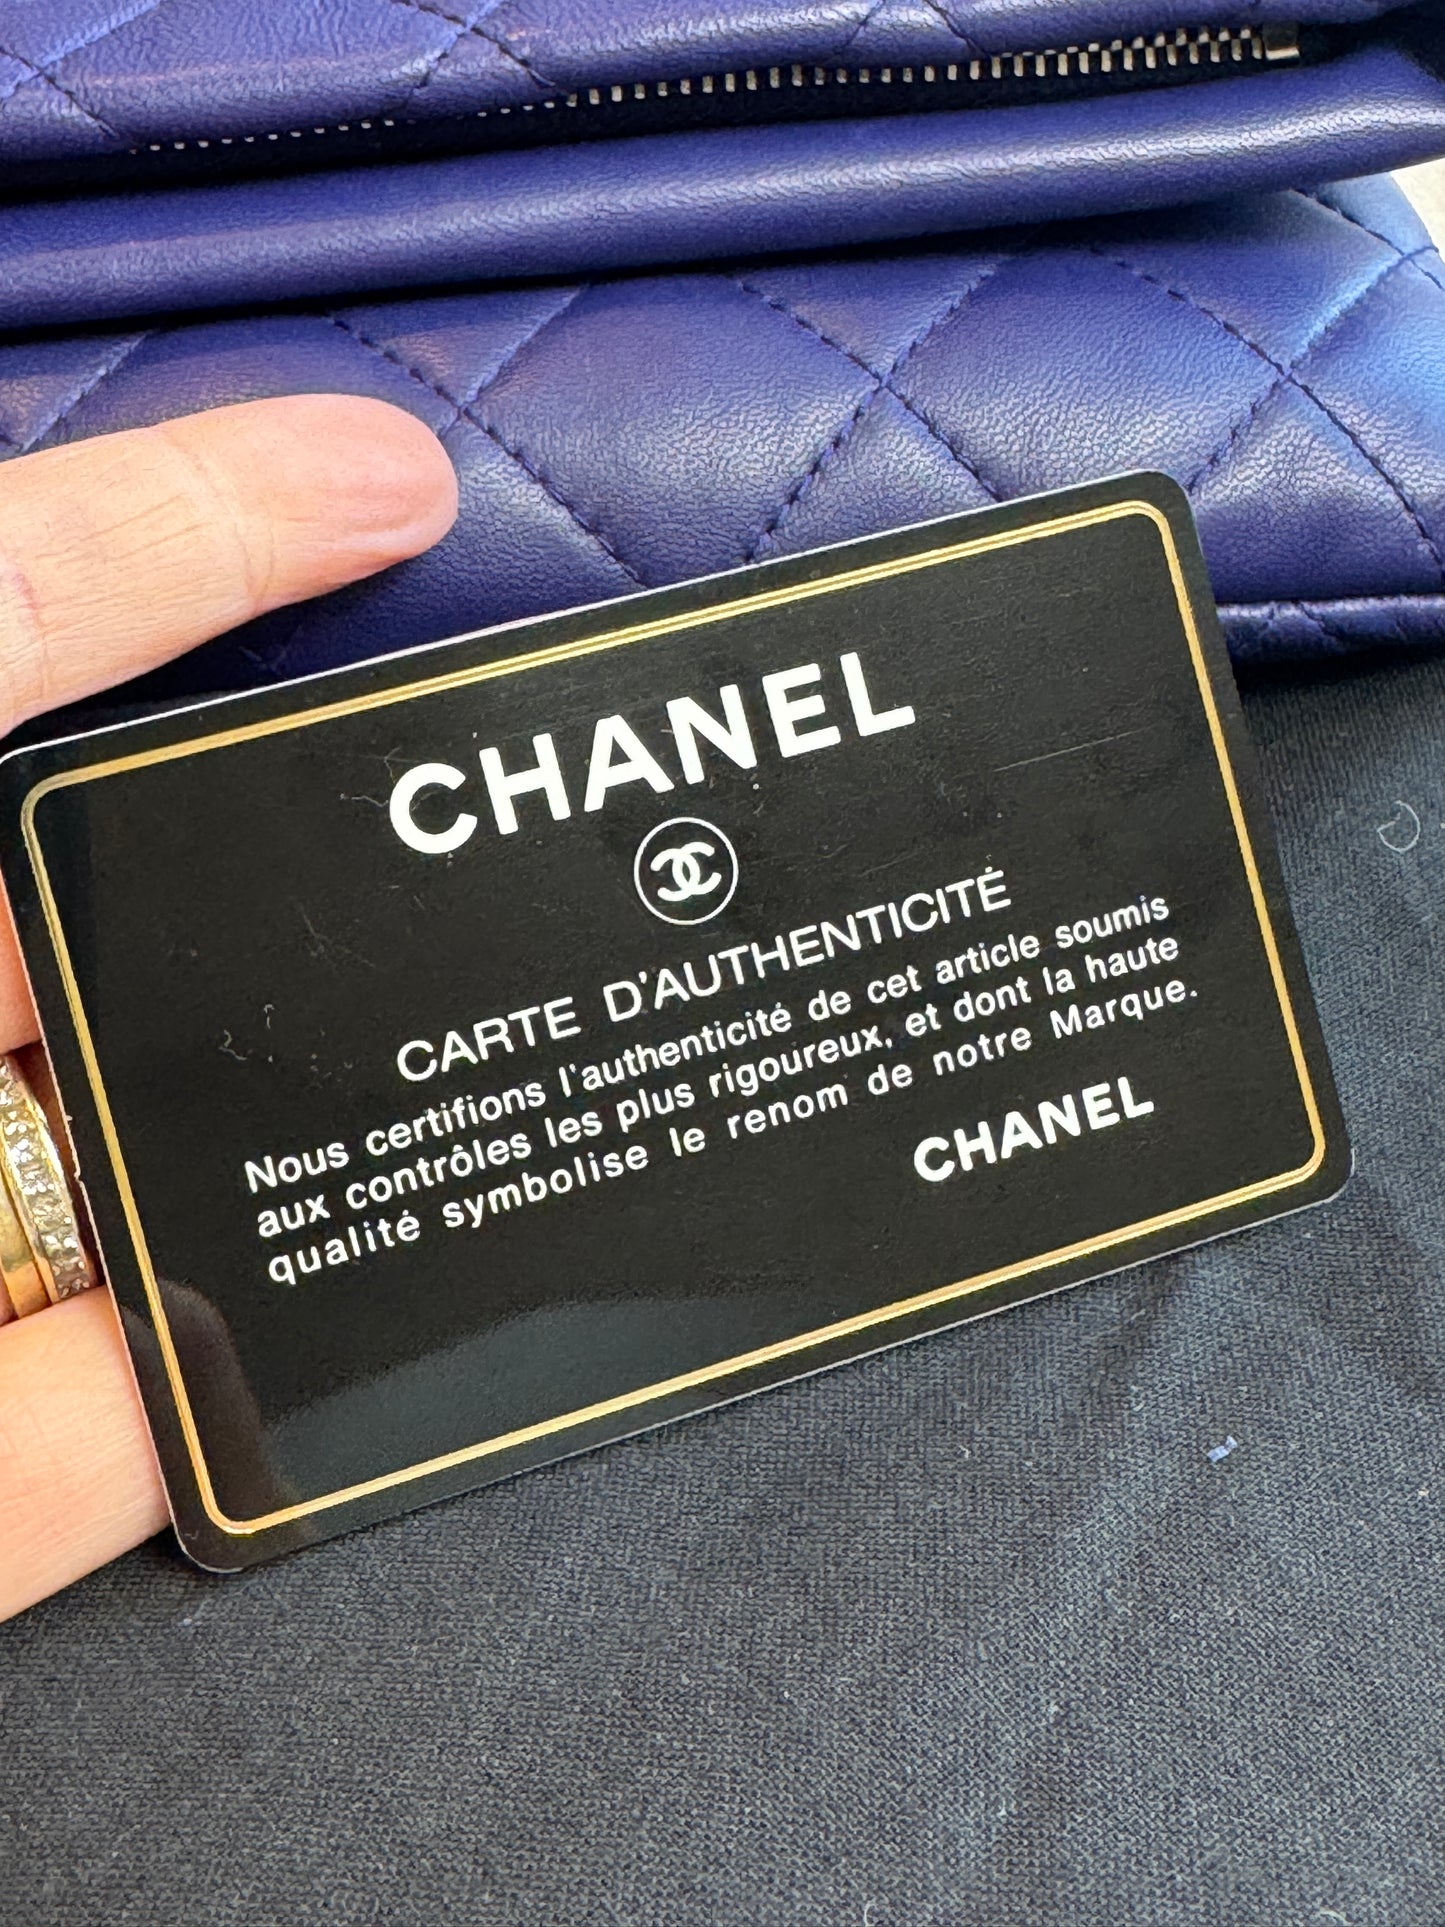 CHANEL
CARTE D'AUTHENTICITÉ
Nous certifions l'authenticité de cet article soumis
aux contrôles les plus rigoureux, et dont la haute
qualité symbolise le renom de notre Marque.
CHANEL